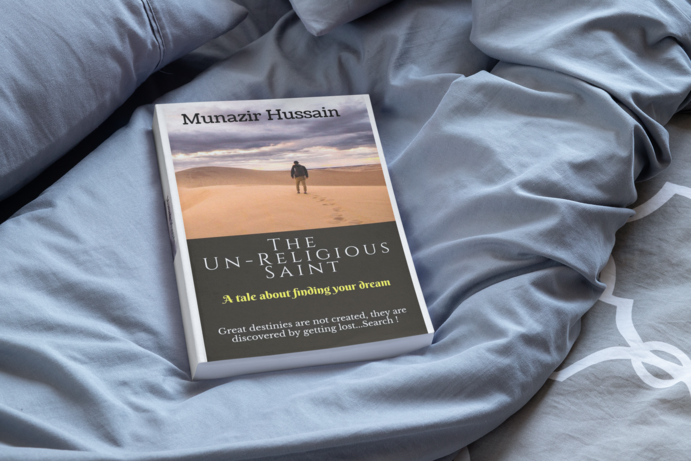 Munazir Hussain
The
Un-Religious
Saint
A tale about finding your dream
Great destinies are not created, they are
discovered by getting lost...Search !